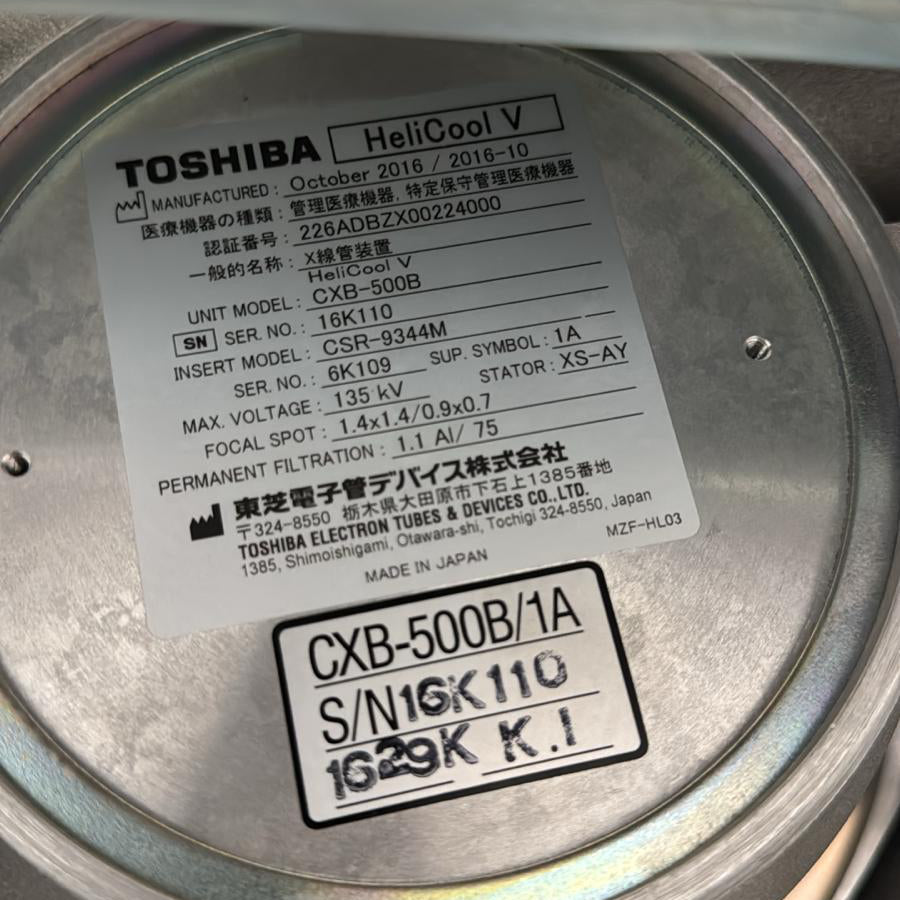 TOSHIBA HeliCool V
MANUFACTURED : October 2016 / 2016-10
医療機器の種類 : 管理医療機器, 特定保守管理医療機器
認証番号 : 226ADBZX00224000
一般的名称 : X線管装置
HeliCool V
UNIT MODEL : CXB-500B
SN SER. NO. : 16K110
INSERT MODEL : CSR-9344M
SER. NO. : 6K109 SUP. SYMBOL : 1A
MAX. VOLTAGE : 135 kV STATOR : XS-AY
FOCAL SPOT : 1.4x1.4/0.9x0.7
PERMANENT FILTRATION : 1.1 Al/ 75
東芝電子管デバイス株式会社
〒324-8550 栃木県大田原市下石上1385番地
TOSHIBA ELECTRON TUBES & DEVICES CO., LTD.
1385, Shimoishigami, Otawara-shi, Tochigi 324-8550, Japan
MADE IN JAPAN MZF-HL03
CXB-500B/1A
S/N 16K110
1629K K.I